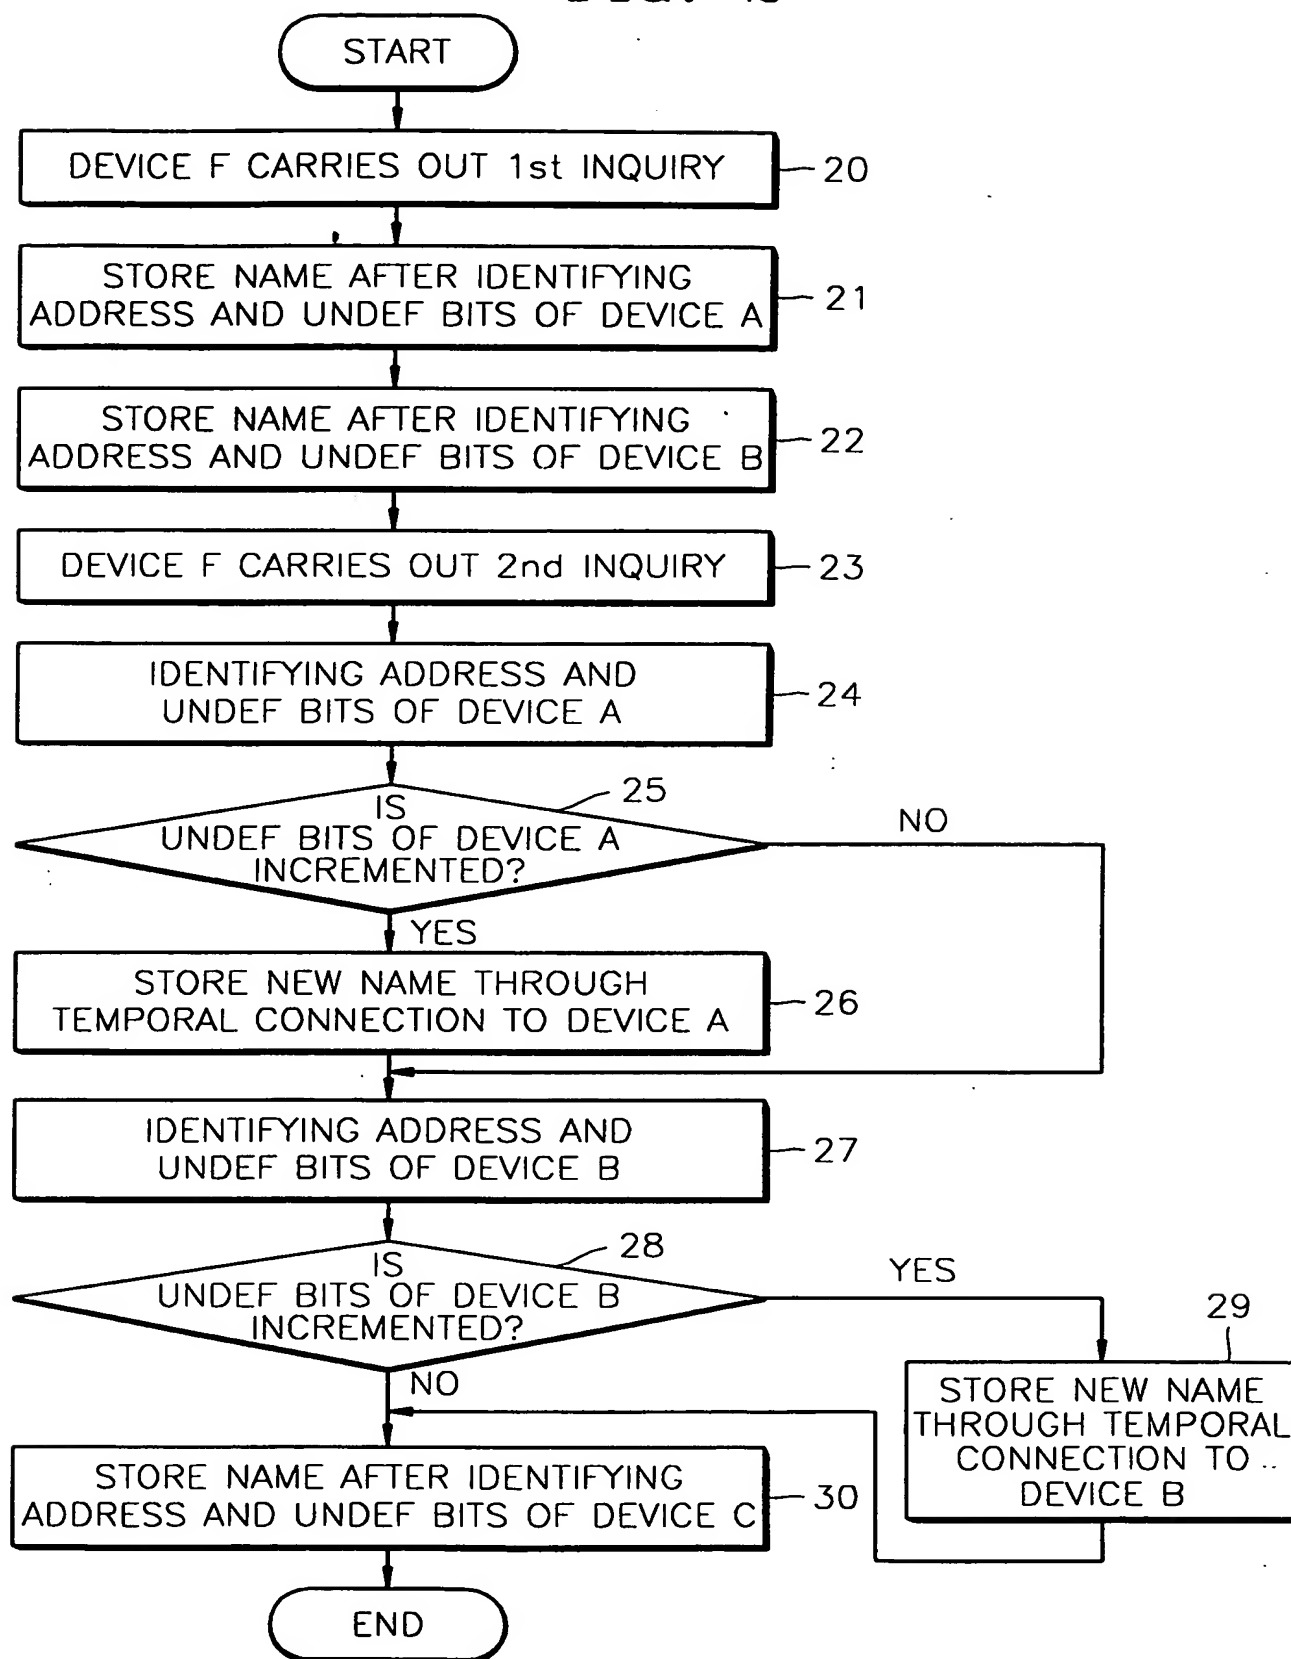 START
DEVICE F CARRIES OUT 1st INQUIRY
20
STORE NAME AFTER IDENTIFYING
ADDRESS AND UNDEF BITS OF DEVICE A
21
STORE NAME AFTER IDENTIFYING
ADDRESS AND UNDEF BITS OF DEVICE B
22
DEVICE F CARRIES OUT 2nd INQUIRY
23
IDENTIFYING ADDRESS AND
UNDEF BITS OF DEVICE A
24
25
IS
UNDEF BITS OF DEVICE A
INCREMENTED?
NO
YES
STORE NEW NAME THROUGH
TEMPORAL CONNECTION TO DEVICE A
26
IDENTIFYING ADDRESS AND
UNDEF BITS OF DEVICE B
27
28
IS
UNDEF BITS OF DEVICE B
INCREMENTED?
YES
NO
29
STORE NEW NAME
THROUGH TEMPORAL
CONNECTION TO
DEVICE B
STORE NAME AFTER IDENTIFYING
ADDRESS AND UNDEF BITS OF DEVICE C
30
END